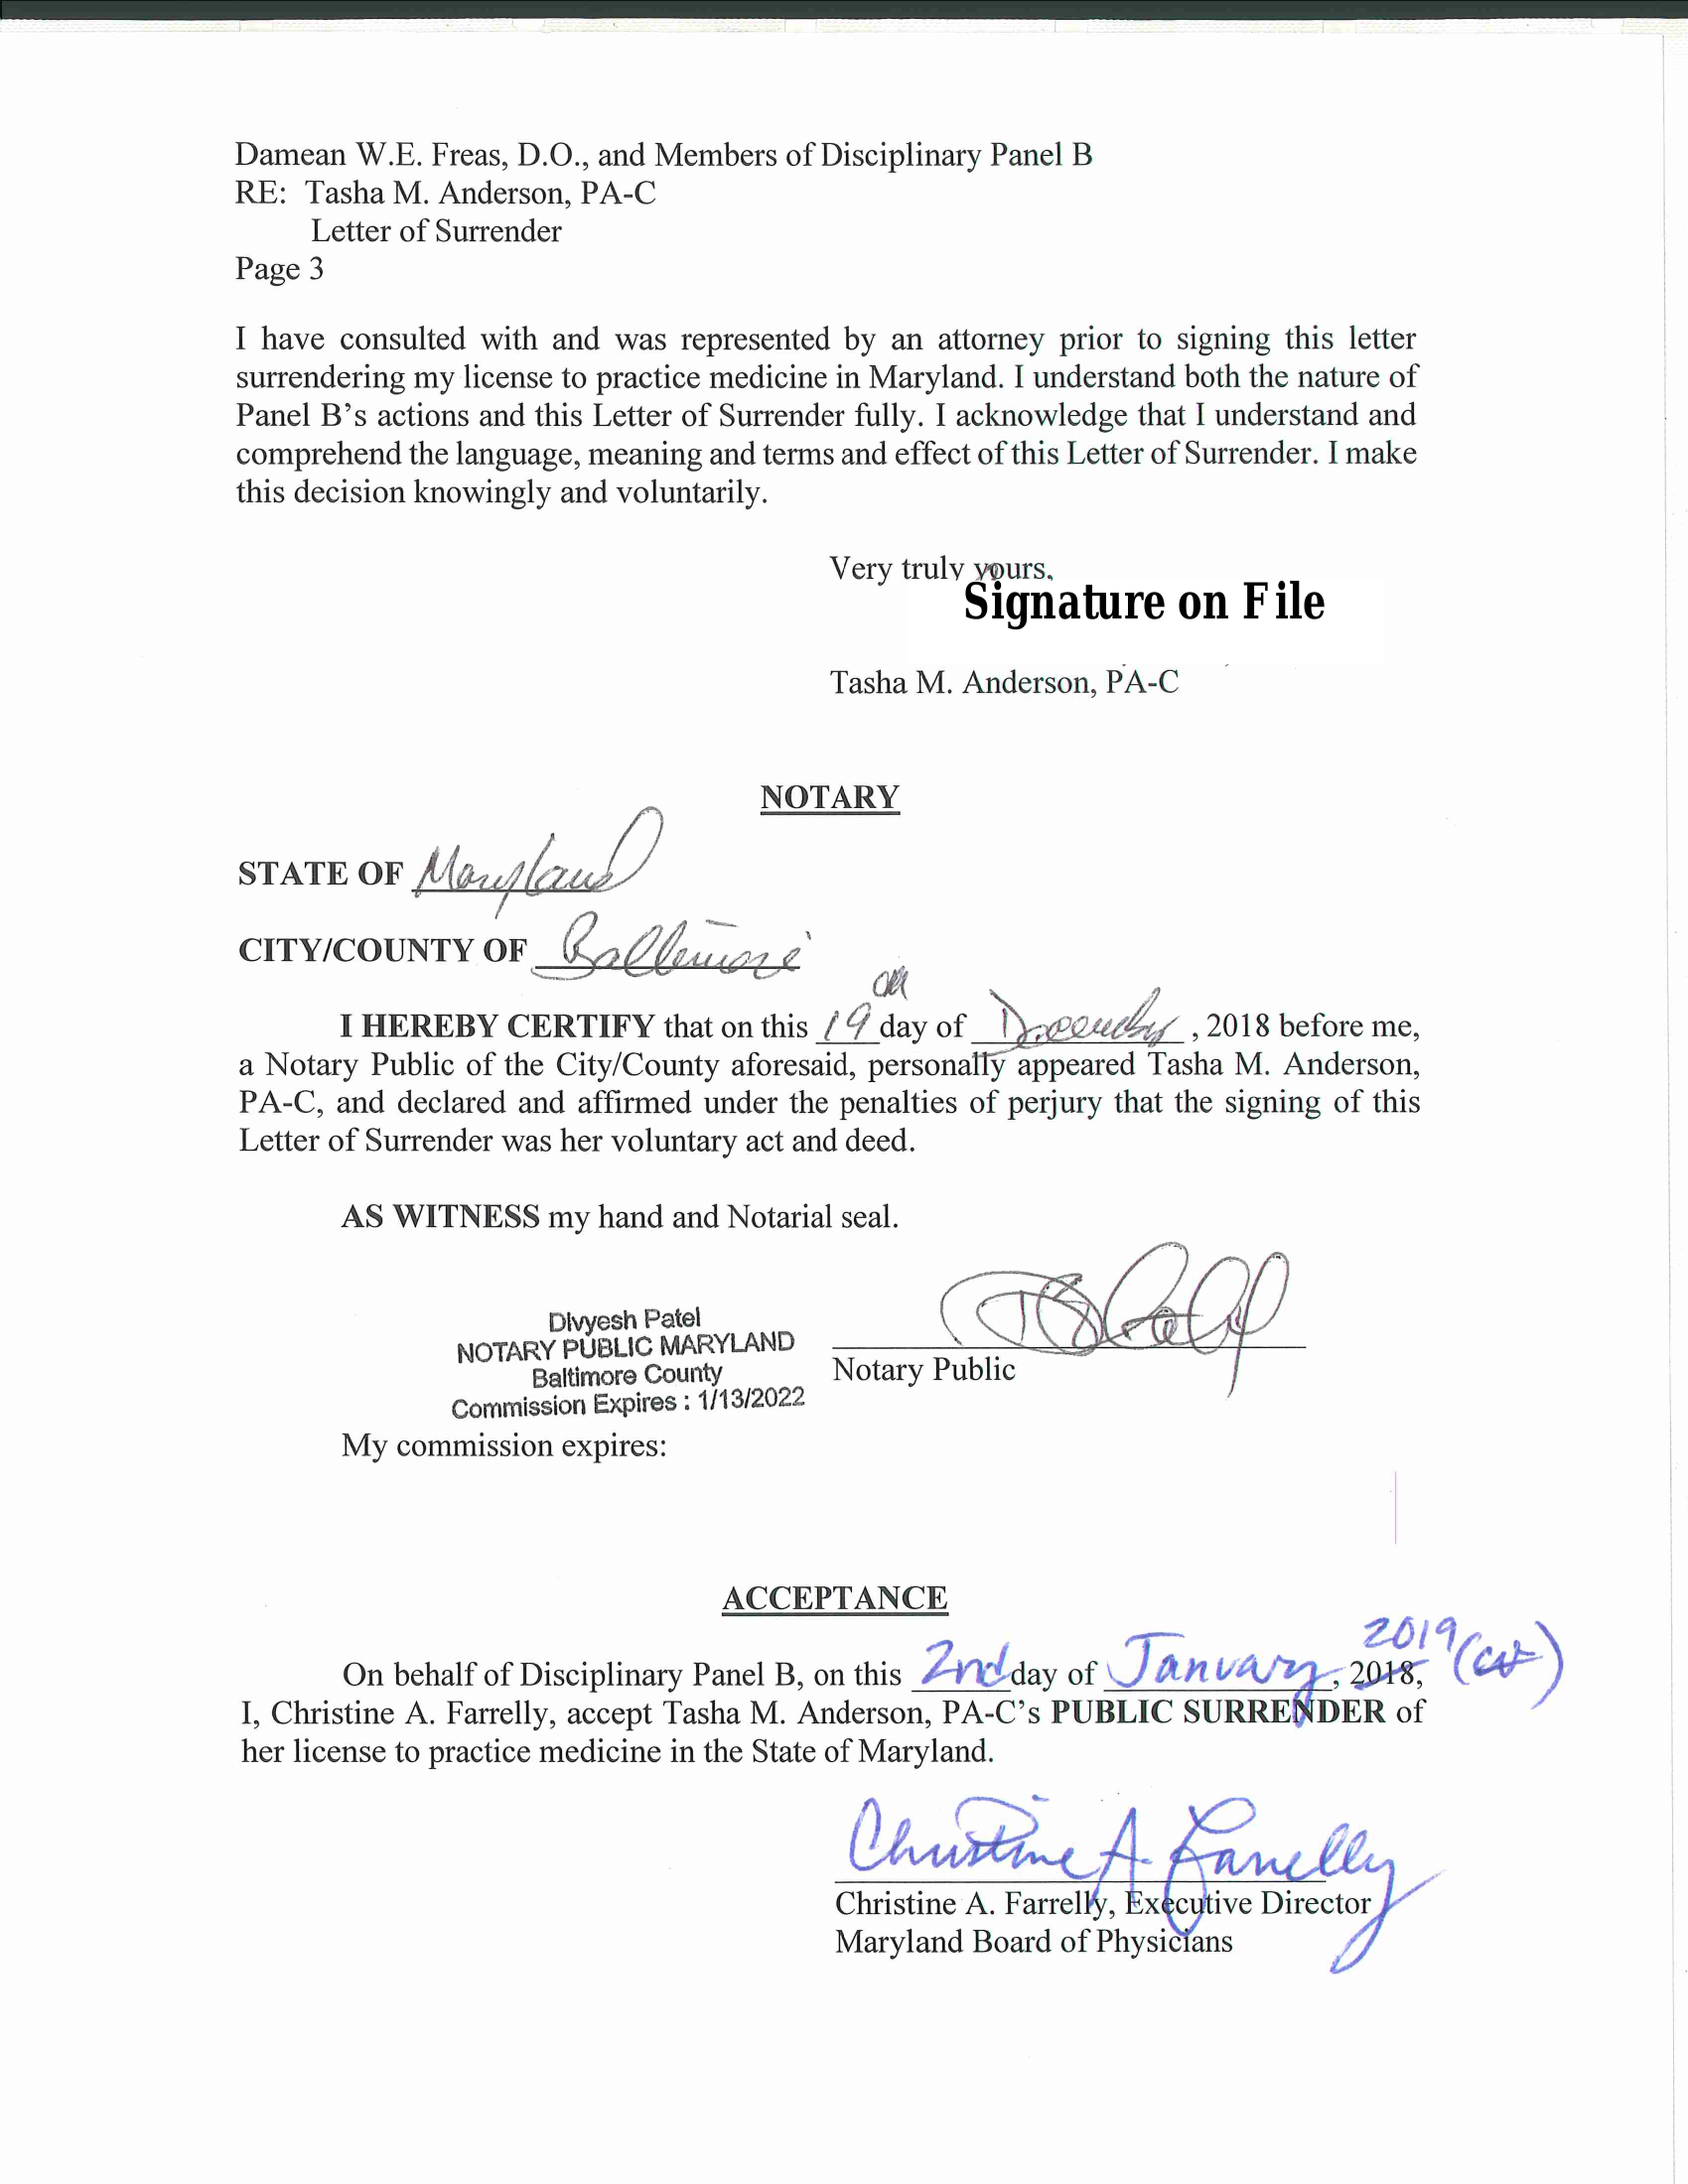 Damean W.E. Freas, D.O., and Members of Disciplinary Panel B
RE: Tasha M. Anderson, PA-C
Letter of Surrender
Page 3
I have consulted with and was represented by an attorney prior to signing this letter
surrendering my license to practice medicine in Maryland. I understand both the nature of
Panel B's actions and this Letter of Surrender fully. I acknowledge that I understand and
comprehend the language, meaning and terms and effect of this Letter of Surrender. I make
this decision knowingly and voluntarily.
Very truly yours,
Signature on File
Tasha M. Anderson, PA-C
NOTARY
STATE OF Maryland
CITY/COUNTY OF Baltimore
I HEREBY CERTIFY that on this 19 day of December, 2018 before me,
a Notary Public of the City/County aforesaid, personally appeared Tasha M. Anderson,
PA-C, and declared and affirmed under the penalties of perjury that the signing of this
Letter of Surrender was her voluntary act and deed.
AS WITNESS my hand and Notarial seal.
Divyesh Patel
NOTARY PUBLIC MARYLAND
Baltimore County
Commission Expires : 1/13/2022
Notary Public
My commission expires:
ACCEPTANCE
2019
On behalf of Disciplinary Panel B, on this 2nd day of January, 2018,
I, Christine A. Farrelly, accept Tasha M. Anderson, PA-C's PUBLIC SURRENDER of
her license to practice medicine in the State of Maryland.
Christine A. Farrelly
Christine A. Farrelly, Executive Director
Maryland Board of Physicians